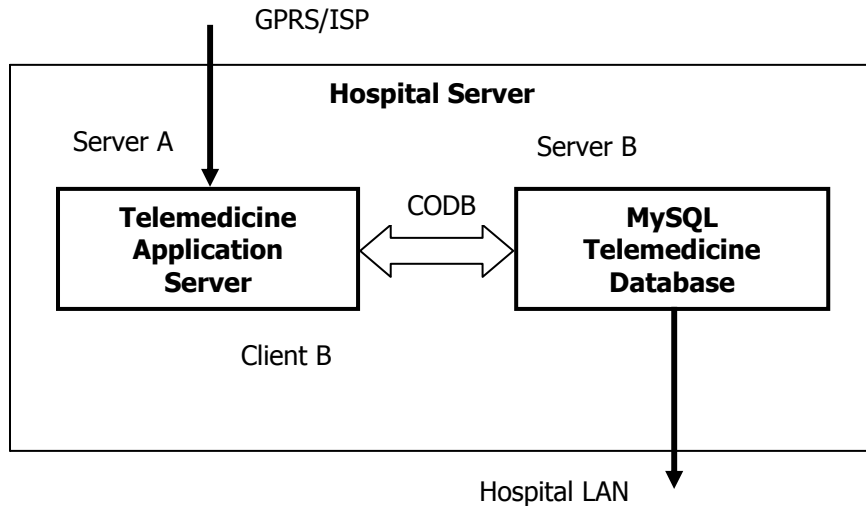 GPRS/ISP
Hospital Server
Server A
Server B
Telemedicine
Application
Server
CODB
MySQL
Telemedicine
Database
Client B
Hospital LAN